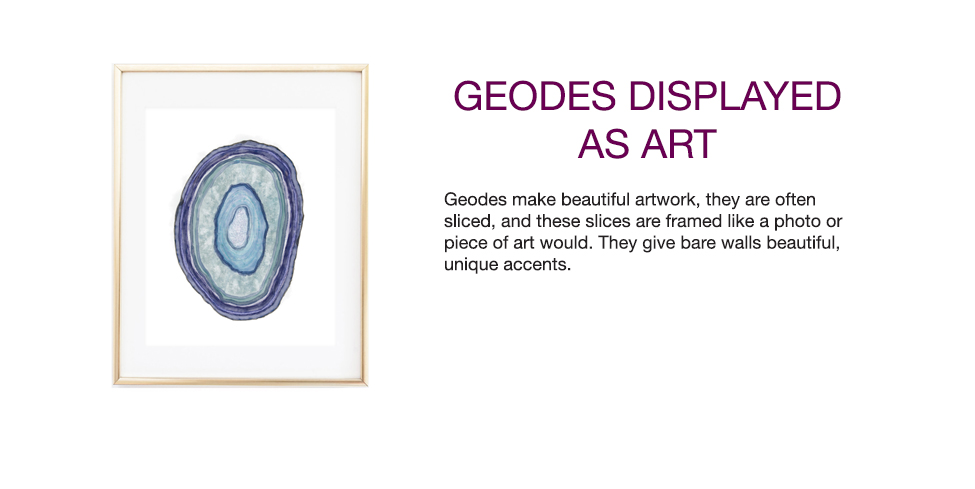 GEODES DISPLAYED
AS ART
Geodes make beautiful artwork, they are often
sliced, and these slices are framed like a photo or
piece of art would. They give bare walls beautiful,
unique accents.